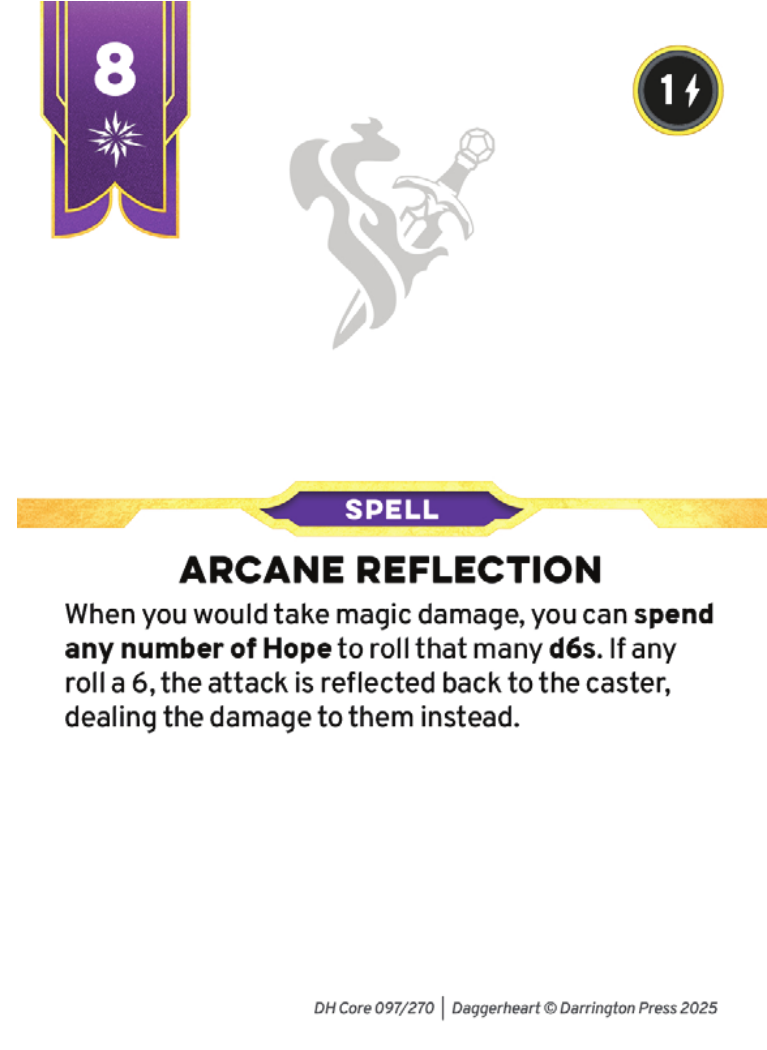 8
1
SPELL
ARCANE REFLECTION
When you would take magic damage, you can spend
any number of Hope to roll that many d6s. If any
roll a 6, the attack is reflected back to the caster,
dealing the damage to them instead.
DH Core 097/270 | Daggerheart © Darrington Press 2025